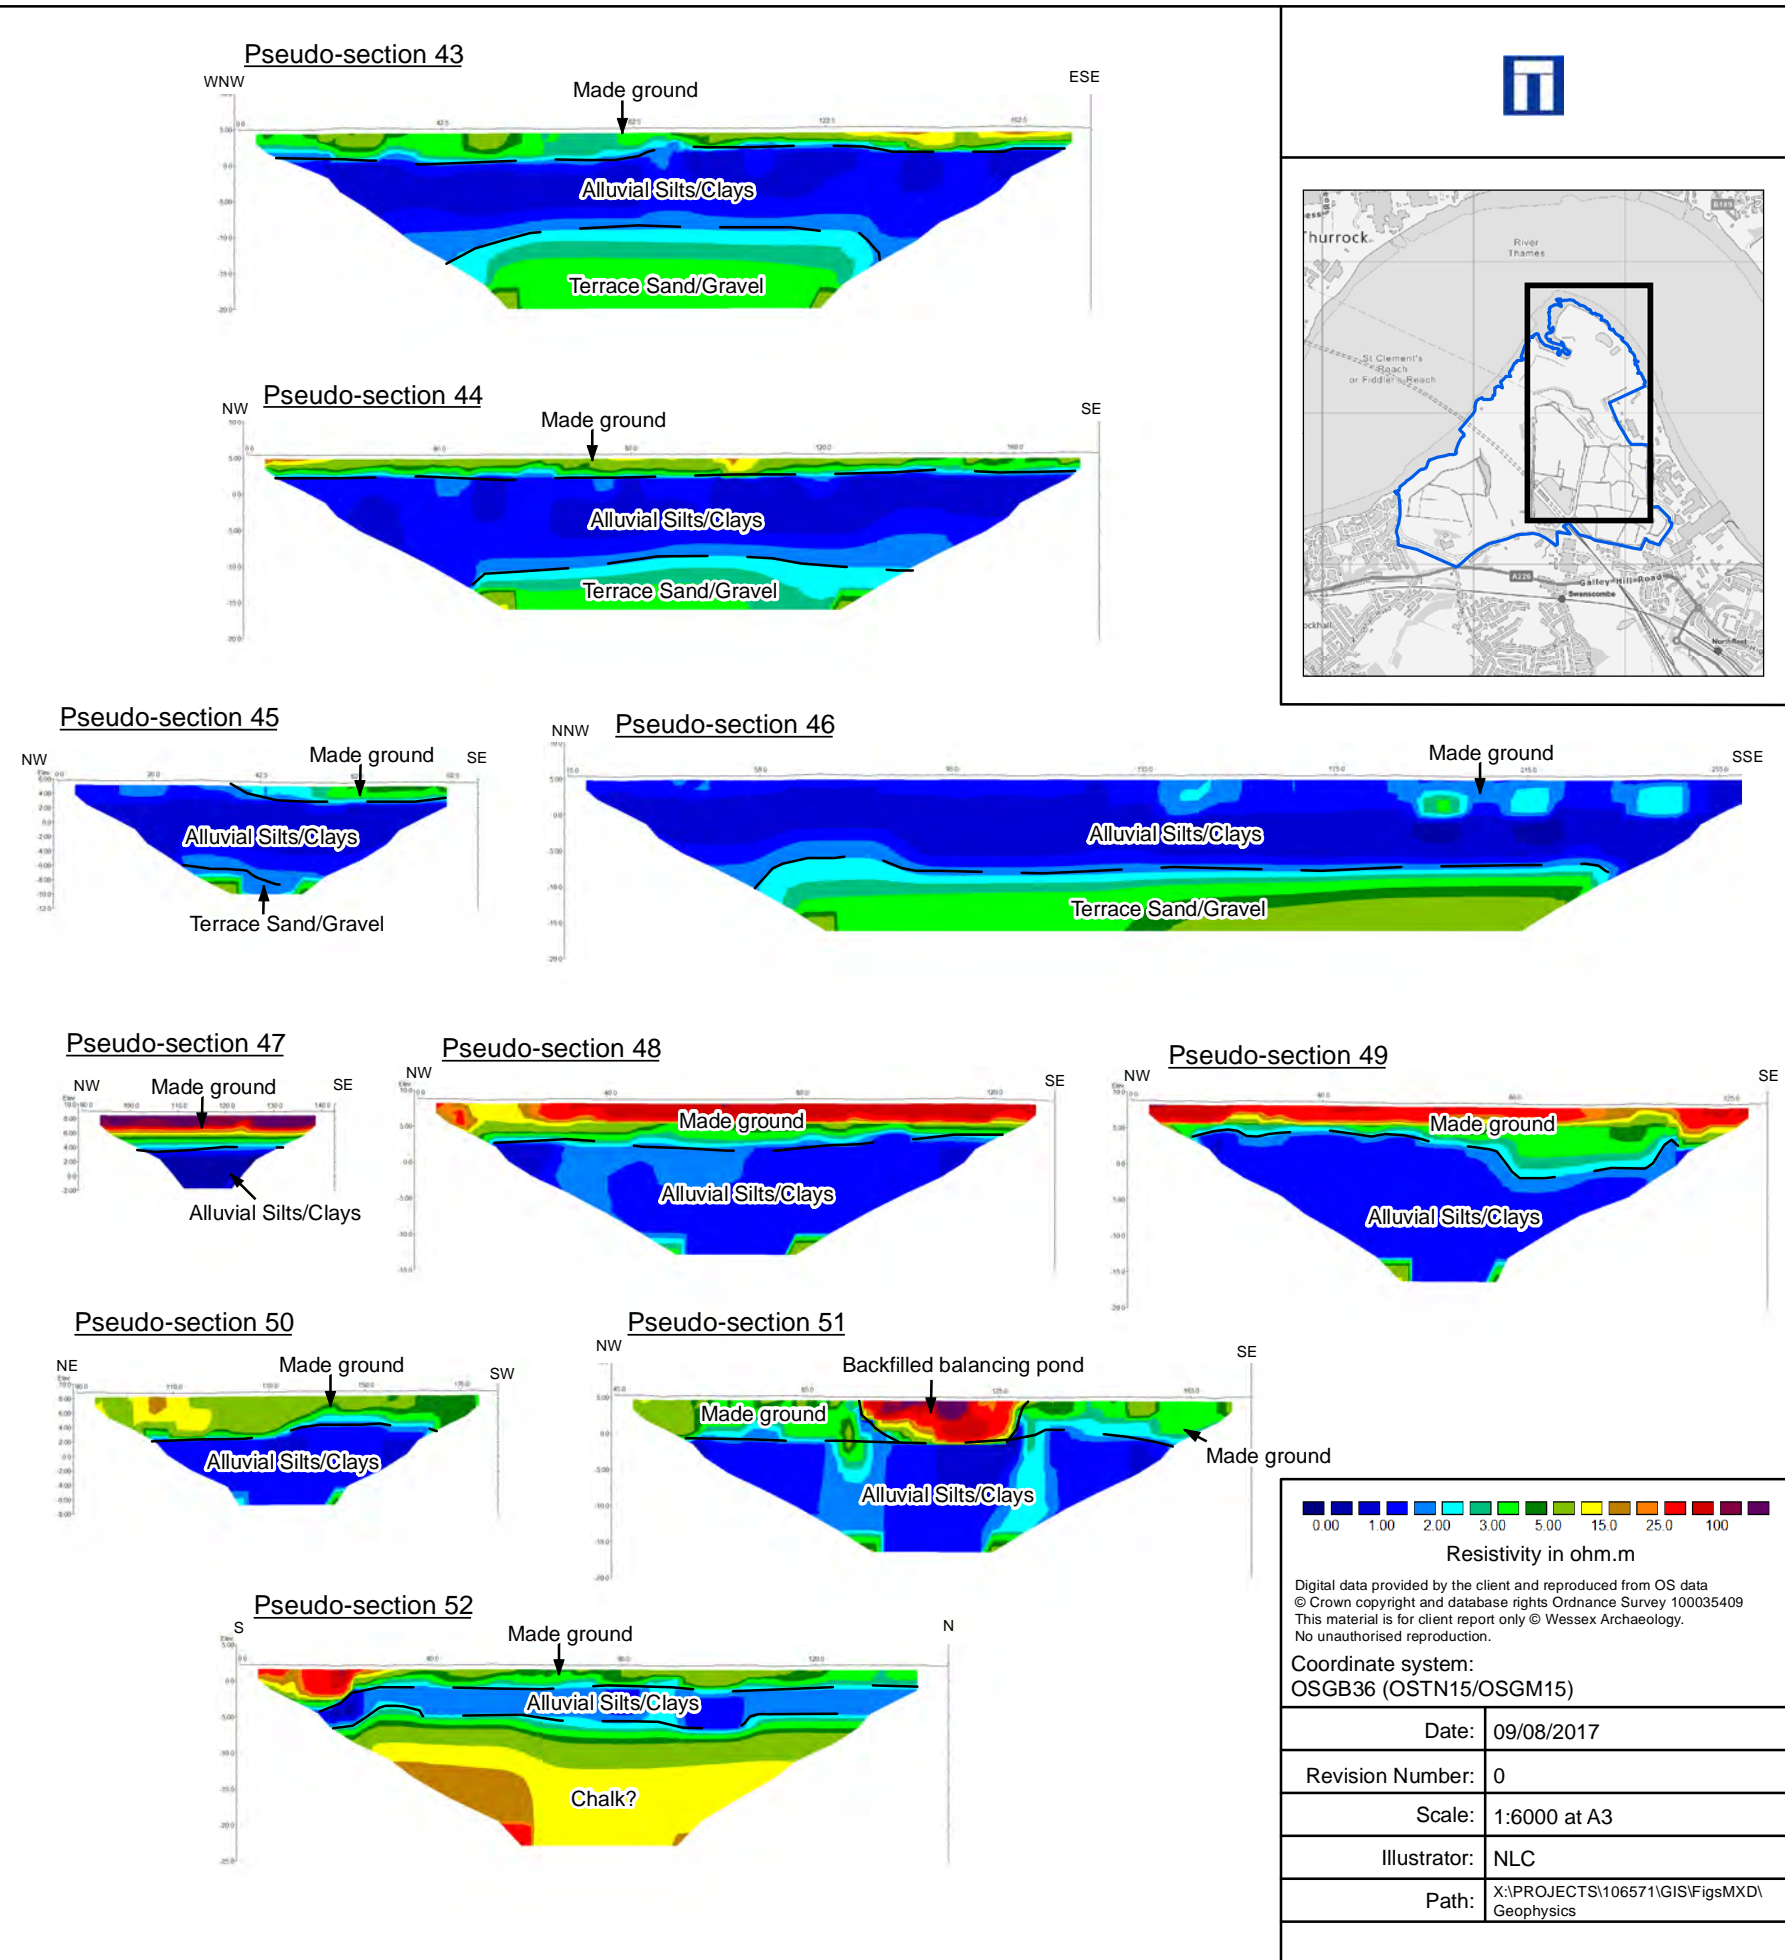 Pseudo-section 43
WNW
ESE
Made ground
Alluvial Silts/Clays
Terrace Sand/Gravel
Pseudo-section 44
NW
SE
Made ground
Alluvial Silts/Clays
Terrace Sand/Gravel
Pseudo-section 45
NW
SE
Made ground
Alluvial Silts/Clays
Terrace Sand/Gravel
Pseudo-section 46
NNW
SSE
Made ground
Alluvial Silts/Clays
Terrace Sand/Gravel
Pseudo-section 47
NW
SE
Made ground
Alluvial Silts/Clays
Pseudo-section 48
NW
SE
Made ground
Alluvial Silts/Clays
Pseudo-section 49
NW
SE
Made ground
Alluvial Silts/Clays
Pseudo-section 50
NE
SW
Made ground
Alluvial Silts/Clays
Pseudo-section 51
NW
SE
Backfilled balancing pond
Made ground
Made ground
Alluvial Silts/Clays
Pseudo-section 52
S
N
Made ground
Alluvial Silts/Clays
Chalk?
hurrock
River
Thames
St Clement's
Reach
or Fiddler's Reach
A226
Galley Hill Road
Swanscombe
Northfleet
0.00 1.00 2.00 3.00 5.00 15.0 25.0 100
Resistivity in ohm.m
Digital data provided by the client and reproduced from OS data
© Crown copyright and database rights Ordnance Survey 100035409
This material is for client report only © Wessex Archaeology.
No unauthorised reproduction.
Coordinate system:
OSGB36 (OSTN15/OSGM15)
Date: 09/08/2017
Revision Number: 0
Scale: 1:6000 at A3
Illustrator: NLC
Path: X:\PROJECTS\106571\GIS\FigsMXD\
Geophysics